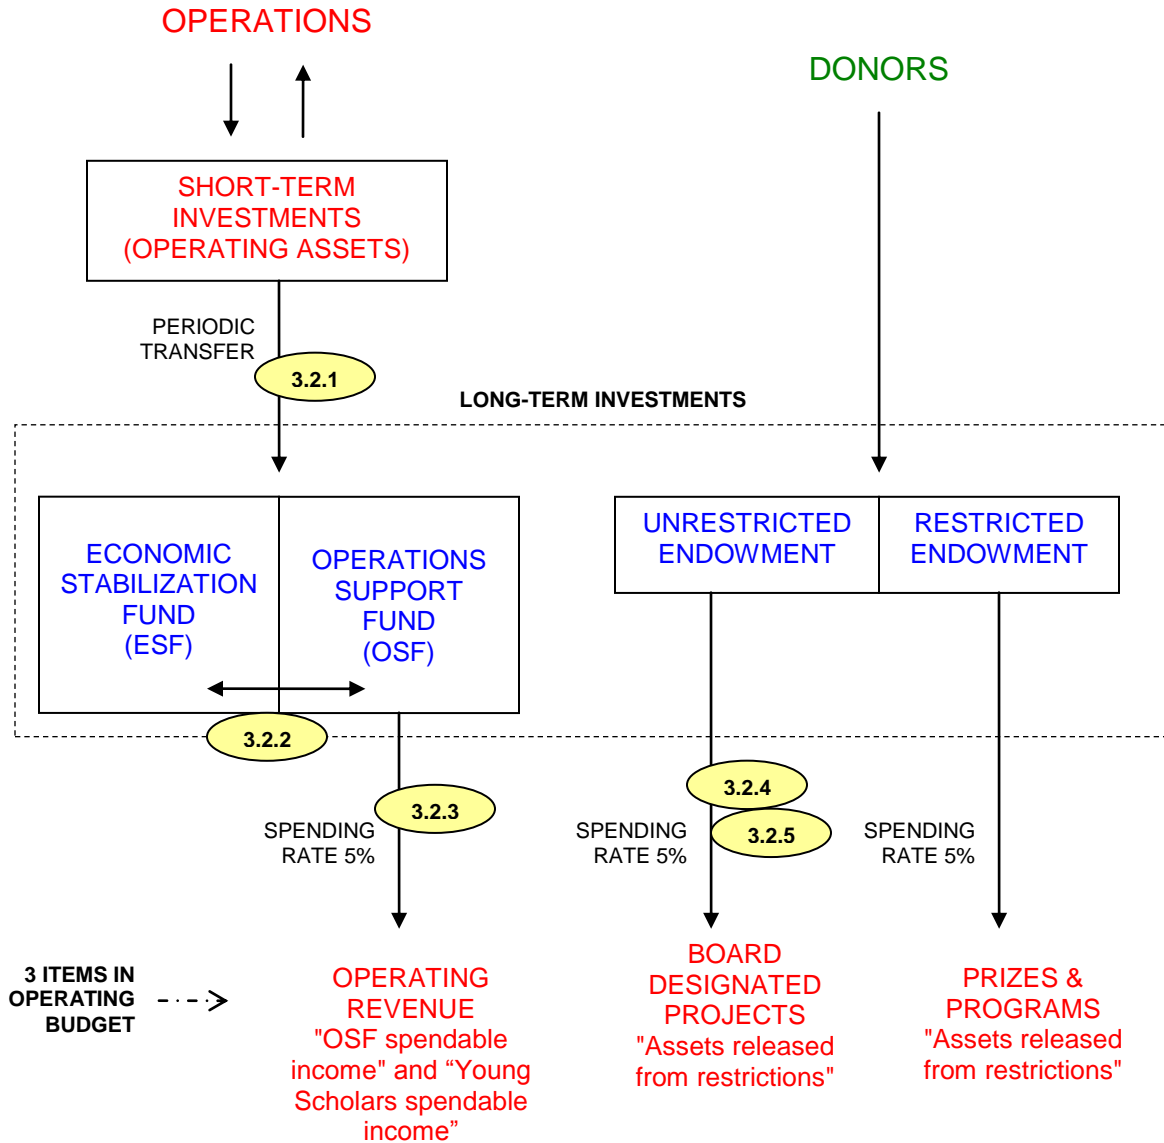 OPERATIONS
DONORS
SHORT-TERM
INVESTMENTS
(OPERATING ASSETS)
PERIODIC
TRANSFER
3.2.1
LONG-TERM INVESTMENTS
ECONOMIC
STABILIZATION
FUND
(ESF)
OPERATIONS
SUPPORT
FUND
(OSF)
UNRESTRICTED
ENDOWMENT
RESTRICTED
ENDOWMENT
3.2.2
3.2.3
SPENDING
RATE 5%
3.2.4
3.2.5
SPENDING
RATE 5%
SPENDING
RATE 5%
3 ITEMS IN
OPERATING
BUDGET
OPERATING
REVENUE
"OSF spendable
income" and “Young
Scholars spendable
income”
BOARD
DESIGNATED
PROJECTS
"Assets released
from restrictions"
PRIZES &
PROGRAMS
"Assets released
from restrictions"